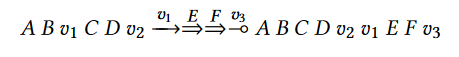 A B v₁ C D v₂ →^{v₁} ⇉^{E} ⇉^{F} ⊸^{v₃} A B C D v₂ v₁ E F v₃